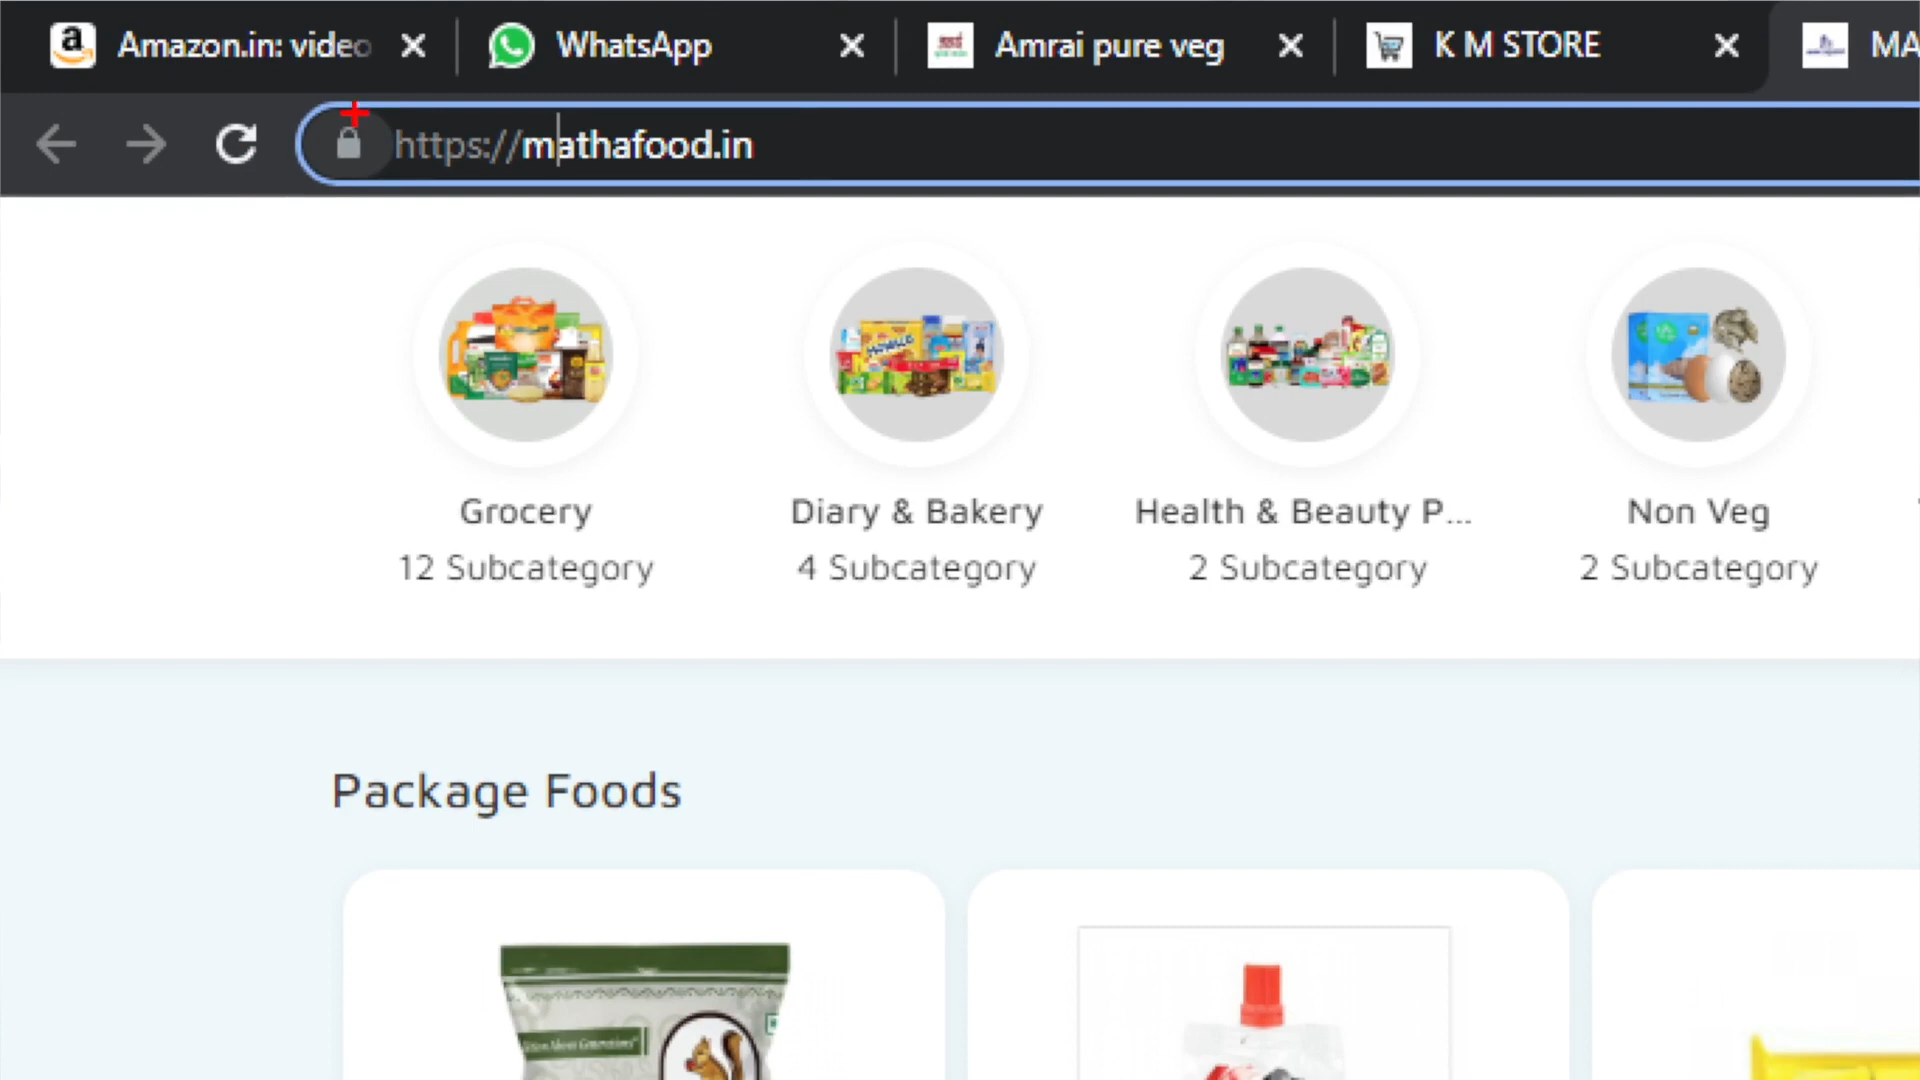 Amazon.in: video
WhatsApp
Amrai pure veg
K M STORE
MA
https://mathafood.in
Grocery
12 Subcategory
Diary & Bakery
4 Subcategory
Health & Beauty P...
2 Subcategory
Non Veg
2 Subcategory
Package Foods